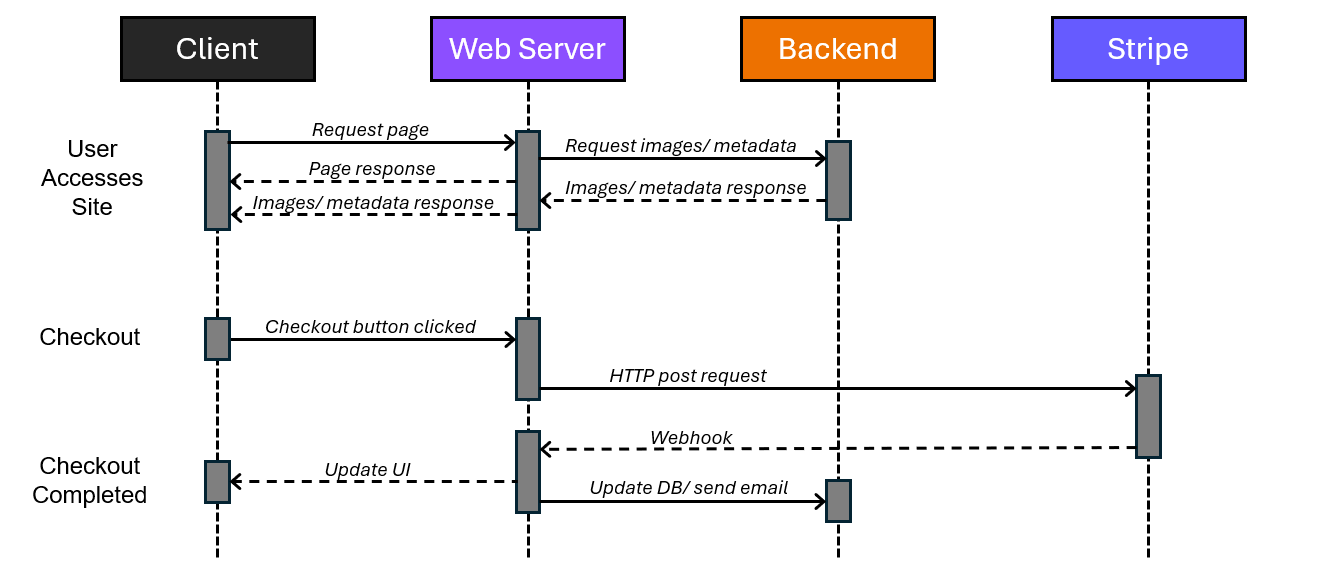 Client
Web Server
Backend
Stripe
User
Accesses
Site
Request page
Request images/ metadata
Page response
Images/ metadata response
Images/ metadata response
Checkout
Checkout button clicked
HTTP post request
Webhook
Checkout
Completed
Update UI
Update DB/ send email